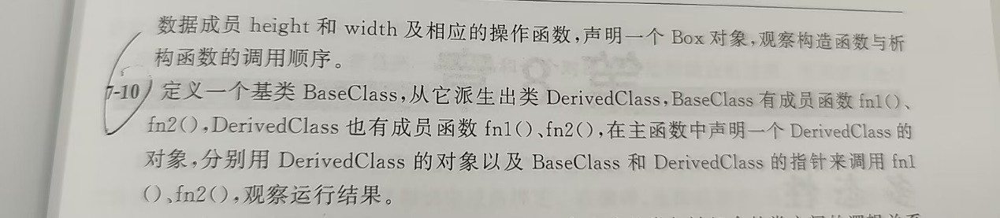 数据成员 height 和 width 及相应的操作函数,声明一个 Box 对象,观察构造函数与析
构函数的调用顺序。
7-10 定义一个基类 BaseClass,从它派生出类 DerivedClass,BaseClass 有成员函数 fn1()、
fn2(),DerivedClass 也有成员函数 fn1()、fn2(),在主函数中声明一个 DerivedClass 的
对象,分别用 DerivedClass 的对象以及 BaseClass 和 DerivedClass 的指针来调用 fn1
()、fn2(),观察运行结果。